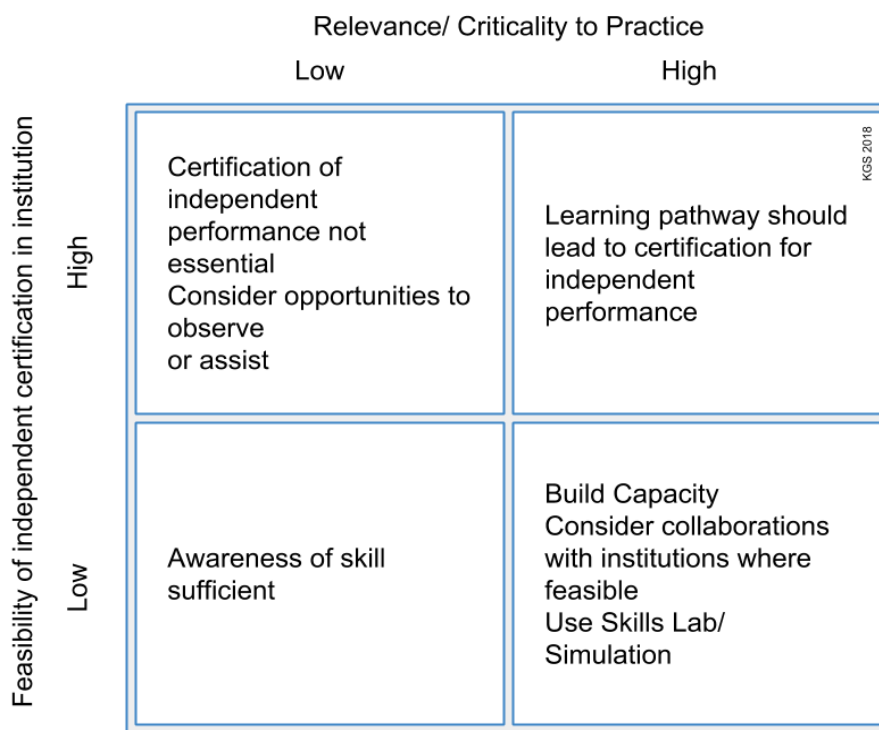 Relevance/ Criticality to Practice
Low
High
Feasibility of independent certification in institution
High
Certification of
independent
performance not
essential
Consider opportunities to
observe
or assist
KGS 2018
Learning pathway should
lead to certification for
independent
performance
Low
Awareness of skill
sufficient
Build Capacity
Consider collaborations
with institutions where
feasible
Use Skills Lab/
Simulation